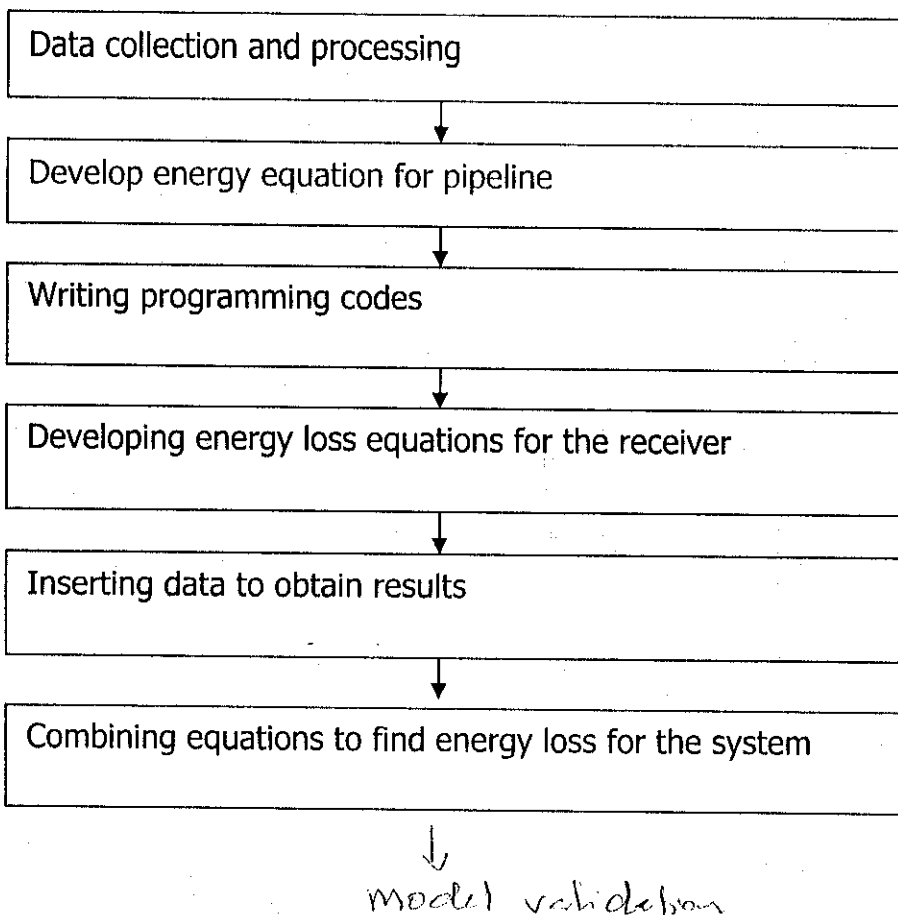 Data collection and processing
Develop energy equation for pipeline
Writing programming codes
Developing energy loss equations for the receiver
Inserting data to obtain results
Combining equations to find energy loss for the system
model validation